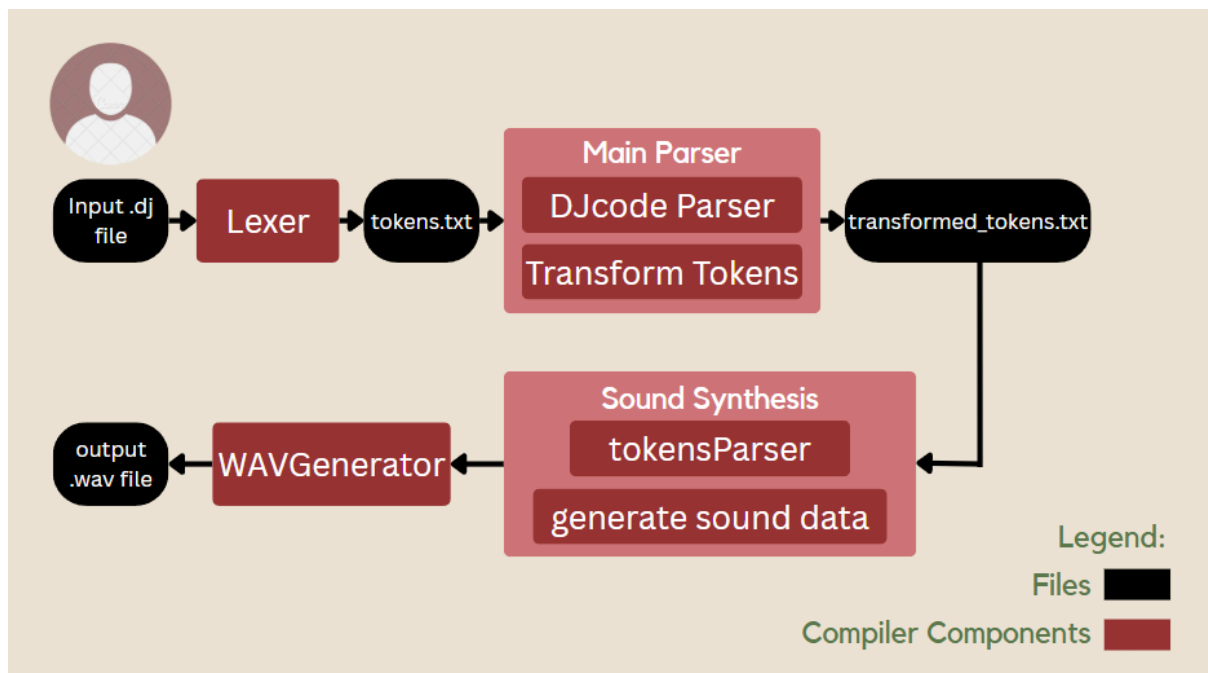 Input .dj
file
Lexer
tokens.txt
Main Parser
DJcode Parser
Transform Tokens
transformed_tokens.txt
Sound Synthesis
tokensParser
generate sound data
WAVGenerator
output
.wav file
Legend:
Files
Compiler Components